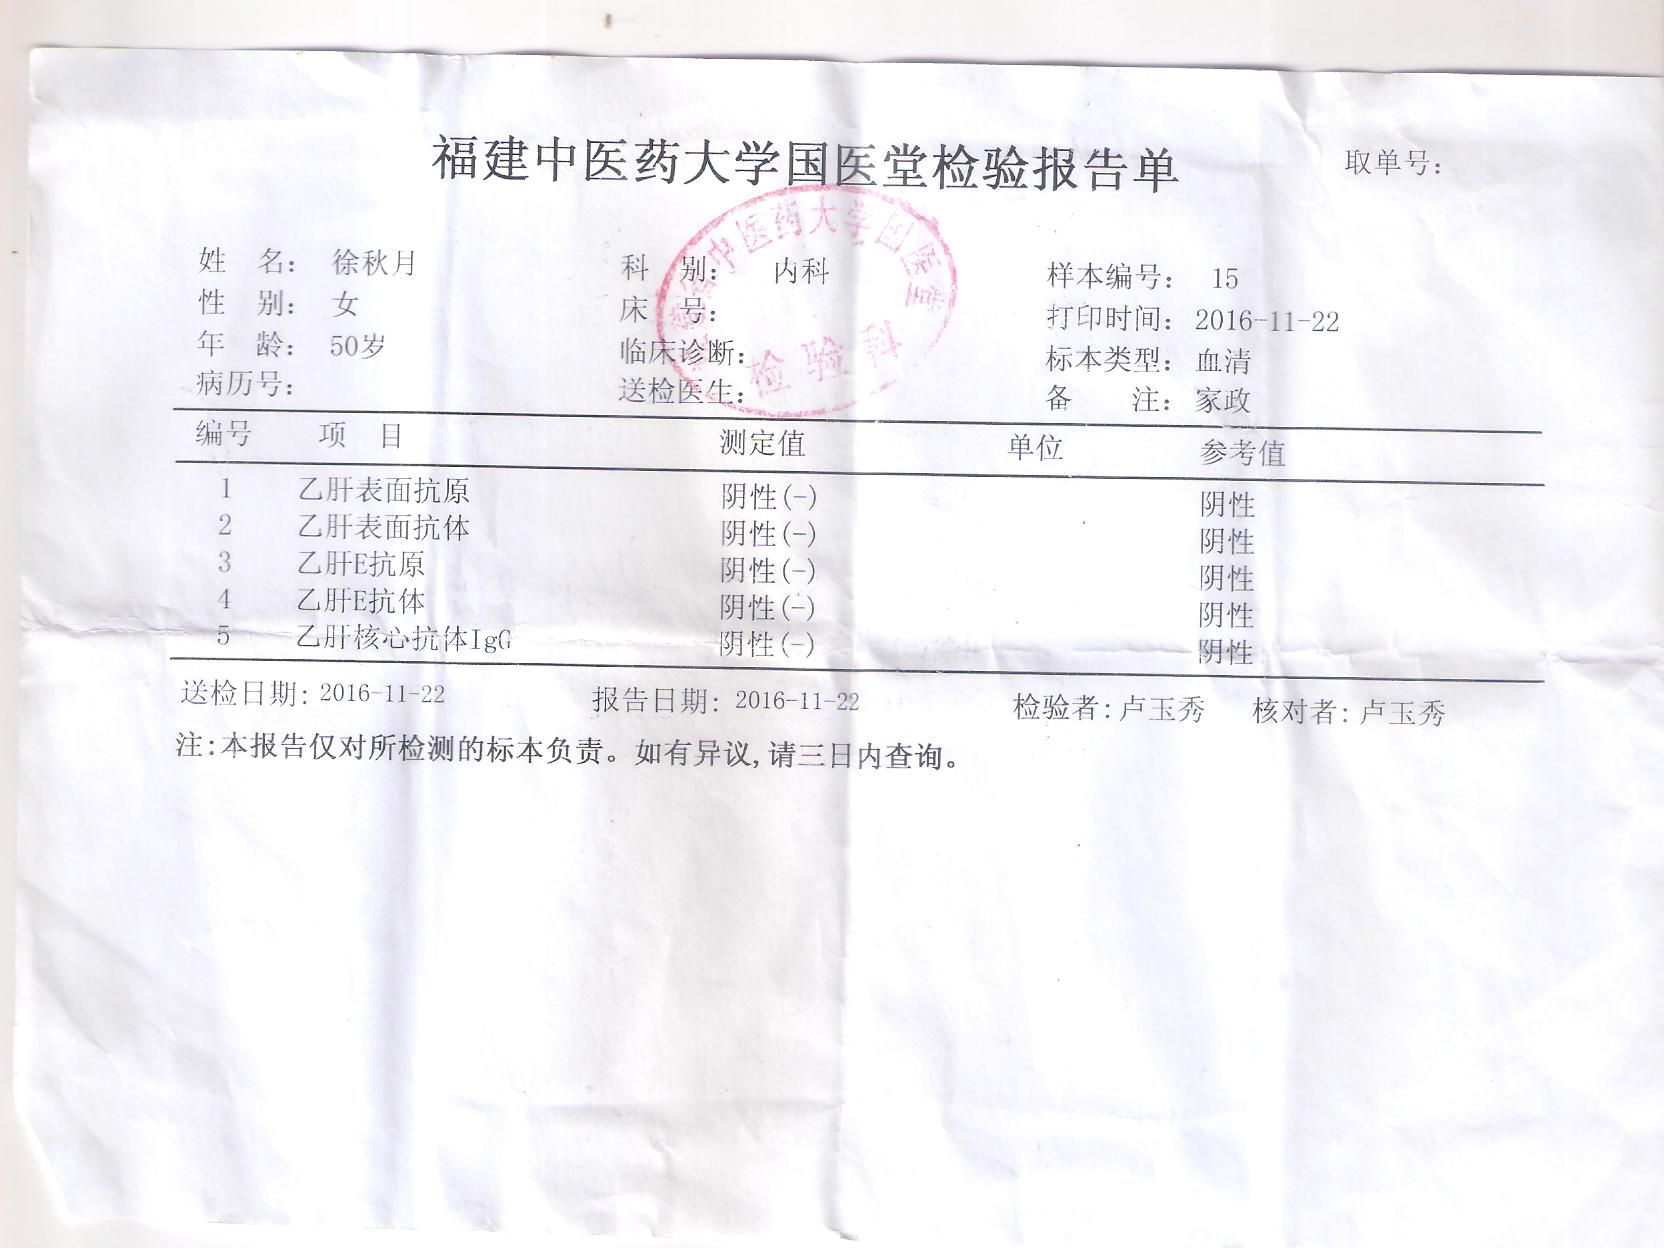 福建中医药大学国医堂检验报告单 取单号:
姓 名: 徐秋月 科 别: 内科 样本编号: 15
性 别: 女 床 号: 打印时间: 2016-11-22
年 龄: 50岁 临床诊断: 标本类型: 血清
病历号: 送检医生: 备 注: 家政
中医药大学国医堂
检验科
编号 项 目 测定值 单位 参考值
1 乙肝表面抗原 阴性(-) 阴性
2 乙肝表面抗体 阴性(-) 阴性
3 乙肝E抗原 阴性(-) 阴性
4 乙肝E抗体 阴性(-) 阴性
5 乙肝核心抗体IgG 阴性(-) 阴性
送检日期: 2016-11-22 报告日期: 2016-11-22 检验者: 卢玉秀 核对者: 卢玉秀
注:本报告仅对所检测的标本负责。如有异议,请三日内查询。